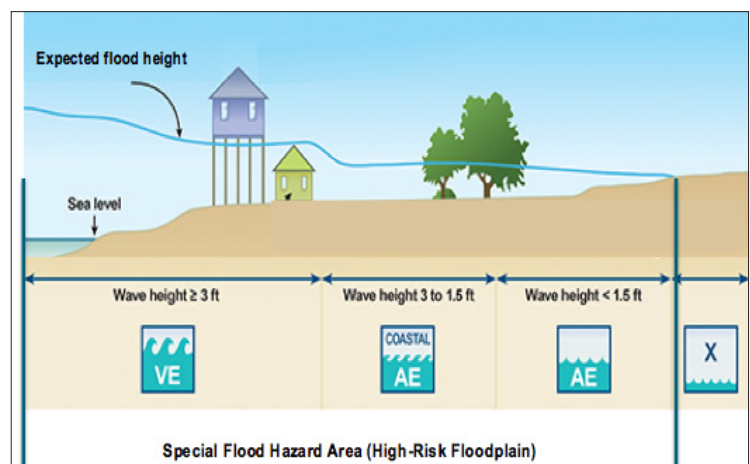 Expected flood height
Sea level
Wave height ≥ 3 ft
Wave height 3 to 1.5 ft
Wave height < 1.5 ft
VE
COASTAL
AE
AE
X
Special Flood Hazard Area (High-Risk Floodplain)